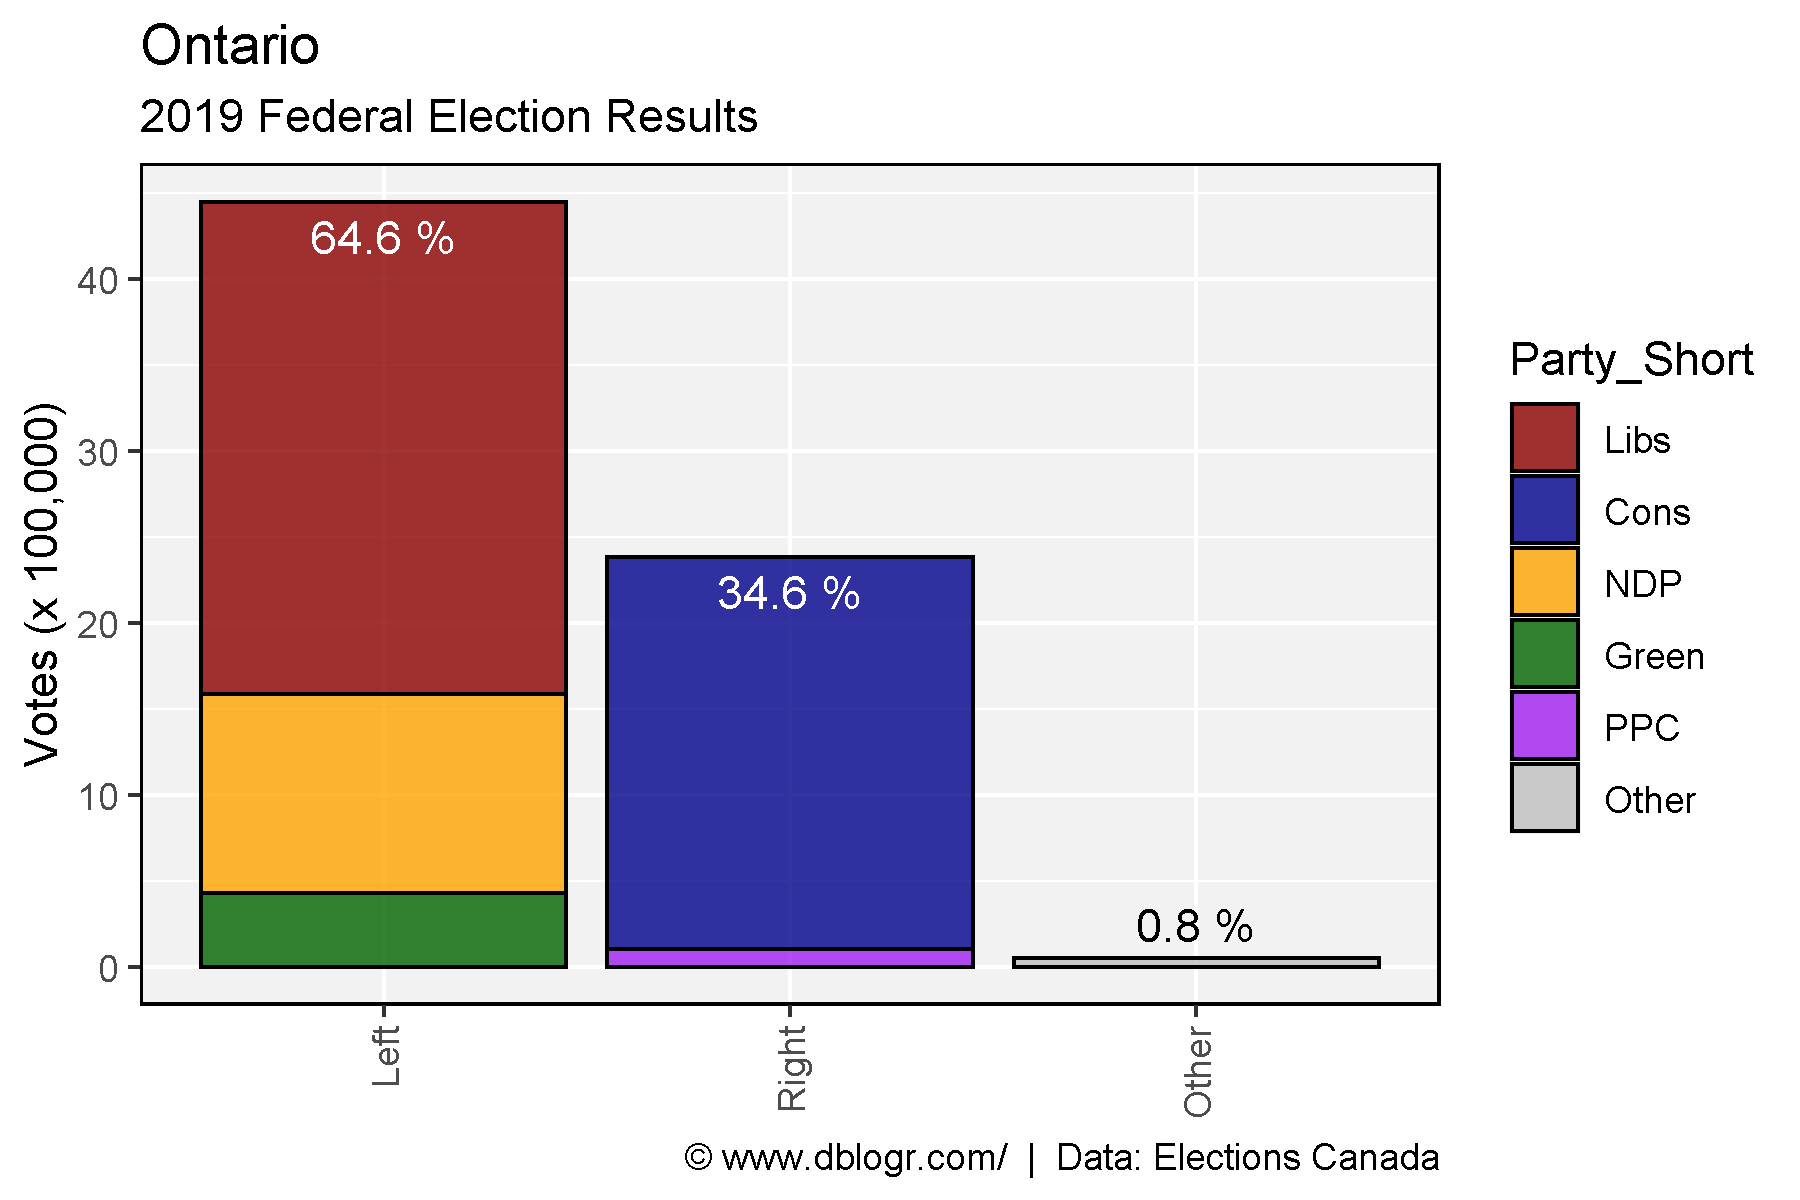 Ontario
2019 Federal Election Results
Votes (x 100,000)
40
30
20
10
0
64.6 %
34.6 %
0.8 %
Left
Right
Other
Party_Short
Libs
Cons
NDP
Green
PPC
Other
© www.dblogr.com/ | Data: Elections Canada